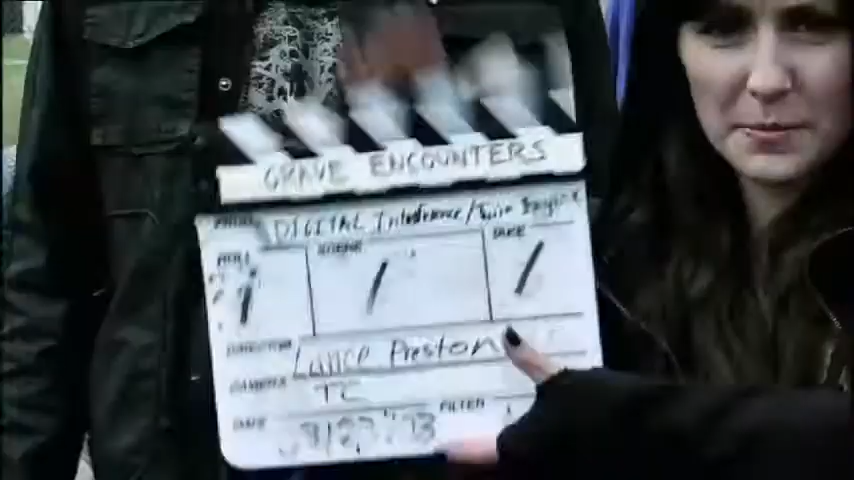 GRAVE ENCOUNTERS
DIGITAL Interference/Twin Engine
ROLL SCENE TAKE
1 1 1
DIRECTOR Lance Preston
CAMERA TC
DATE FILTER